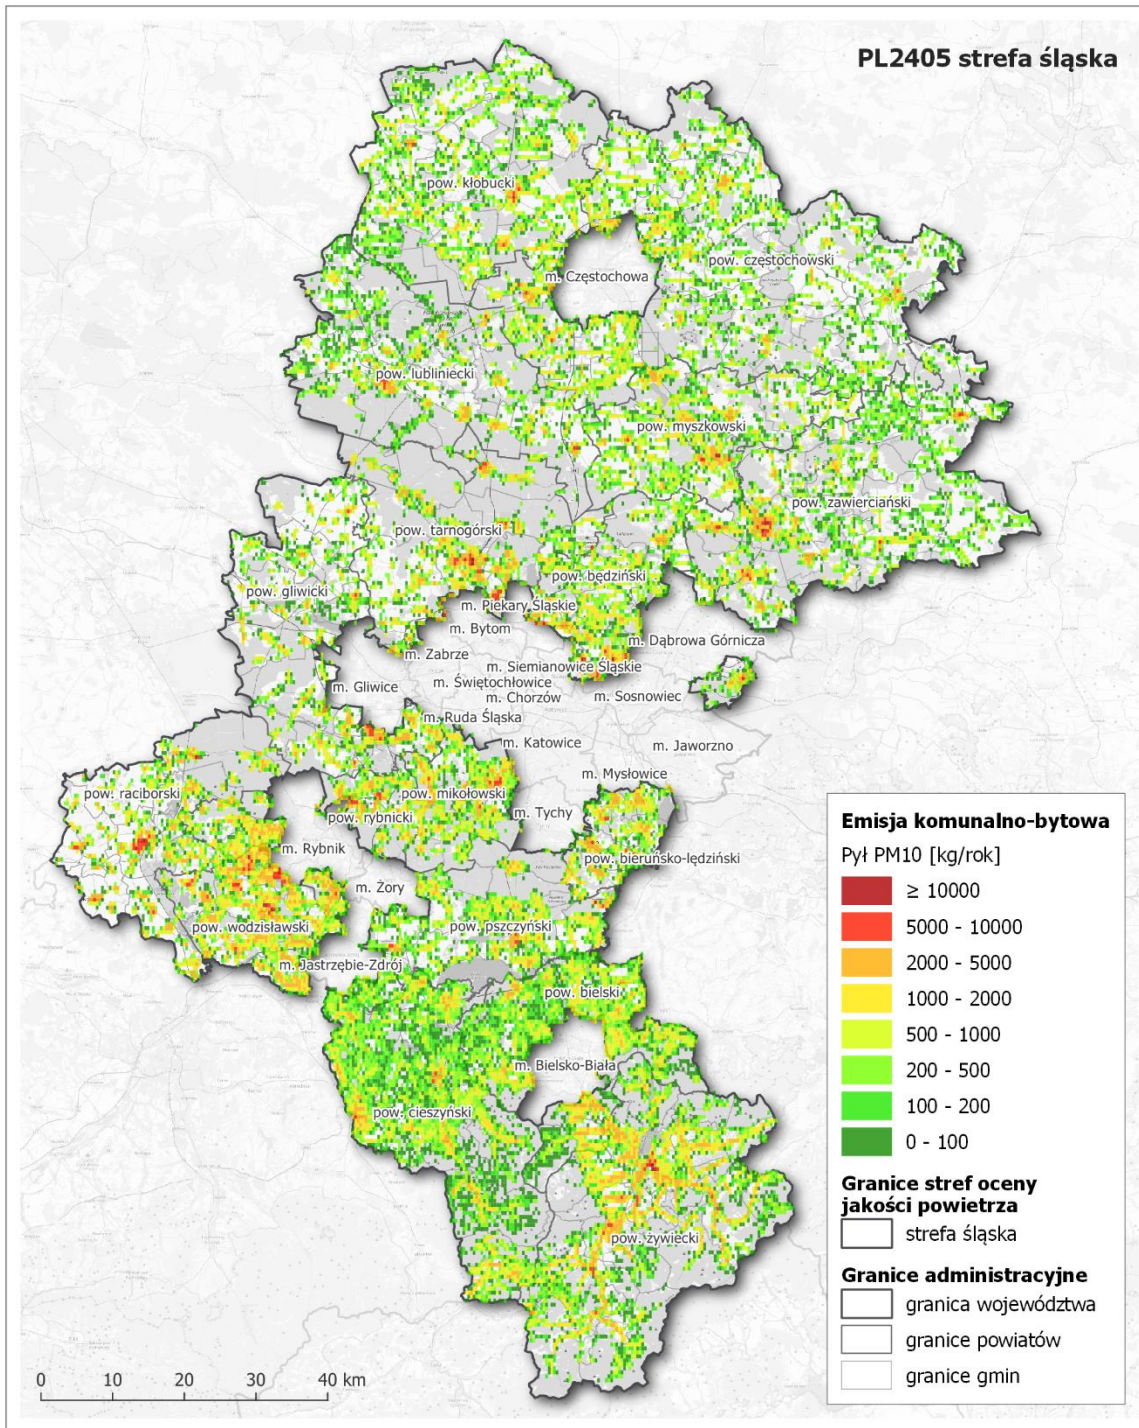 PL2405 strefa śląska
pow. kłobucki
pow. częstochowski
m. Częstochowa
pow. lubliniecki
pow. myszkowski
pow. zawierciański
pow. tarnogórski
pow. będziński
pow. gliwicki
m. Piekary Śląskie
m. Bytom
m. Dąbrowa Górnicza
m. Zabrze
m. Siemianowice Śląskie
m. Gliwice
m. Świętochłowice
m. Chorzów
m. Sosnowiec
m. Ruda Śląska
m. Katowice
m. Jaworzno
m. Mysłowice
pow. raciborski
pow. mikołowski
pow. rybnicki
m. Tychy
m. Rybnik
pow. bieruńsko-lędziński
m. Żory
pow. wodzisławski
pow. pszczyński
m. Jastrzębie-Zdrój
pow. bielski
m. Bielsko-Biała
pow. cieszyński
pow. żywiecki
Emisja komunalno-bytowa
Pył PM10 [kg/rok]
≥ 10000
5000 - 10000
2000 - 5000
1000 - 2000
500 - 1000
200 - 500
100 - 200
0 - 100
Granice stref oceny
jakości powietrza
strefa śląska
Granice administracyjne
granica województwa
granice powiatów
granice gmin
0 10 20 30 40 km